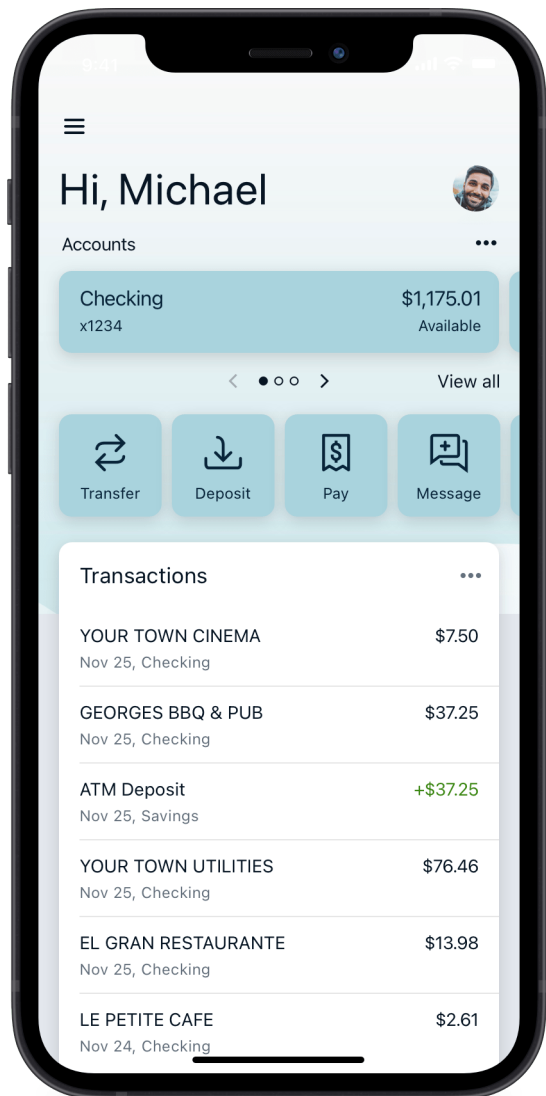 9:41
Hi, Michael
Accounts
Checking $1,175.01
x1234 Available
View all
Transfer Deposit Pay Message
Transactions
YOUR TOWN CINEMA $7.50
Nov 25, Checking
GEORGES BBQ & PUB $37.25
Nov 25, Checking
ATM Deposit +$37.25
Nov 25, Savings
YOUR TOWN UTILITIES $76.46
Nov 25, Checking
EL GRAN RESTAURANTE $13.98
Nov 25, Checking
LE PETITE CAFE $2.61
Nov 24, Checking